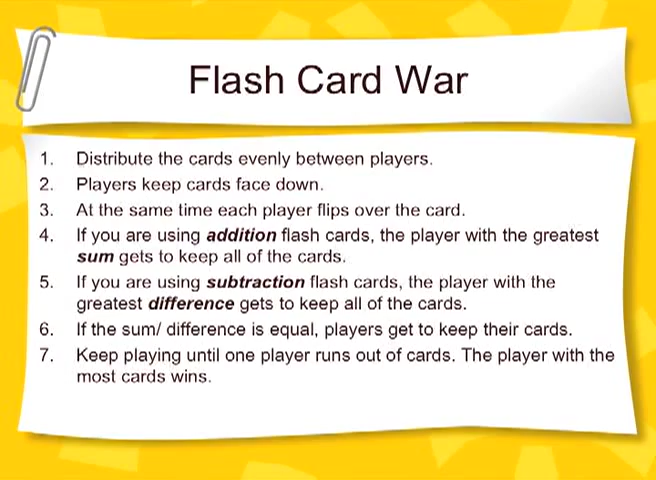 Flash Card War
1. Distribute the cards evenly between players.
2. Players keep cards face down.
3. At the same time each player flips over the card.
4. If you are using addition flash cards, the player with the greatest
sum gets to keep all of the cards.
5. If you are using subtraction flash cards, the player with the
greatest difference gets to keep all of the cards.
6. If the sum/ difference is equal, players get to keep their cards.
7. Keep playing until one player runs out of cards. The player with the
most cards wins.